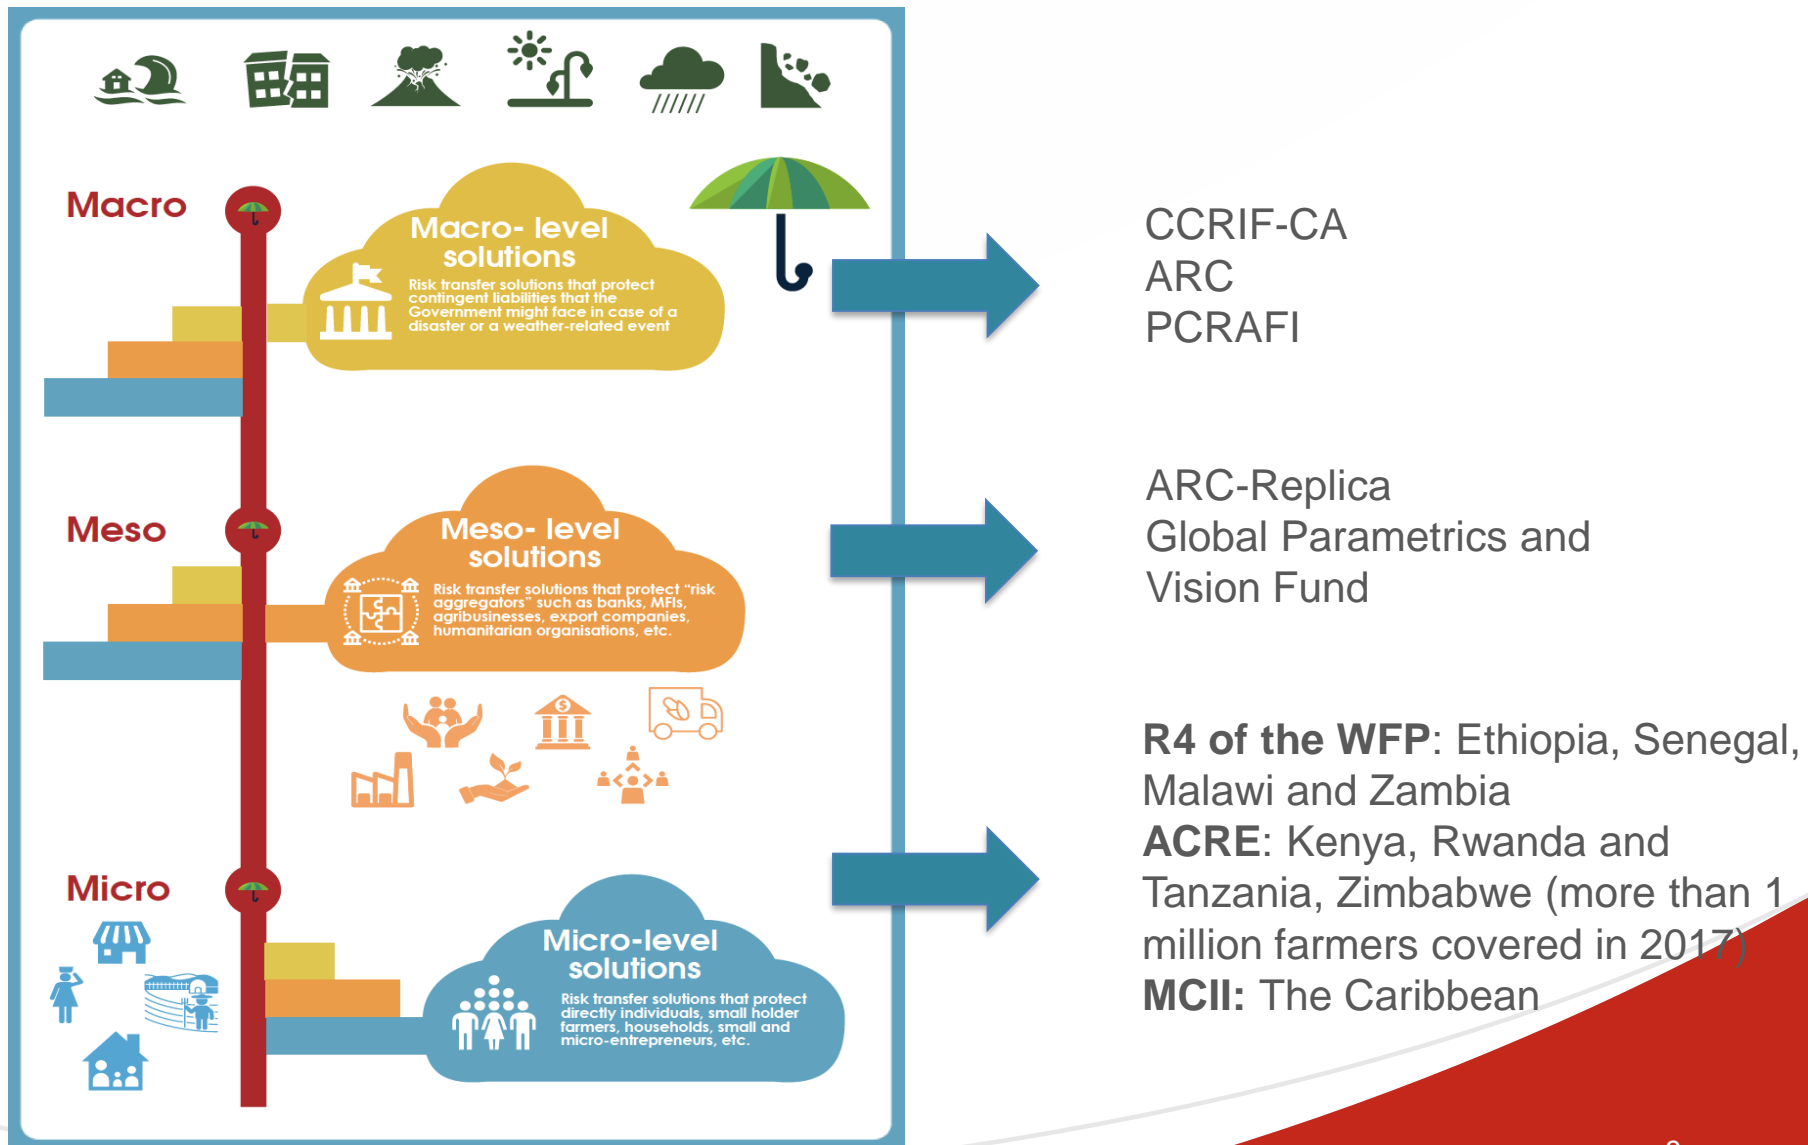 Macro
Macro- level
solutions
Risk transfer solutions that protect
contingent liabilities that the
Government might face in case of a
disaster or a weather-related event
CCRIF-CA
ARC
PCRAFI
Meso
Meso- level
solutions
Risk transfer solutions that protect “risk
aggregators” such as banks, MFIs,
agribusinesses, export companies,
humanitarian organisations, etc.
ARC-Replica
Global Parametrics and
Vision Fund
Micro
Micro-level
solutions
Risk transfer solutions that protect
directly individuals, small holder
farmers, households, small and
micro-entrepreneurs, etc.
R4 of the WFP: Ethiopia, Senegal,
Malawi and Zambia
ACRE: Kenya, Rwanda and
Tanzania, Zimbabwe (more than 1
million farmers covered in 2017)
MCII: The Caribbean